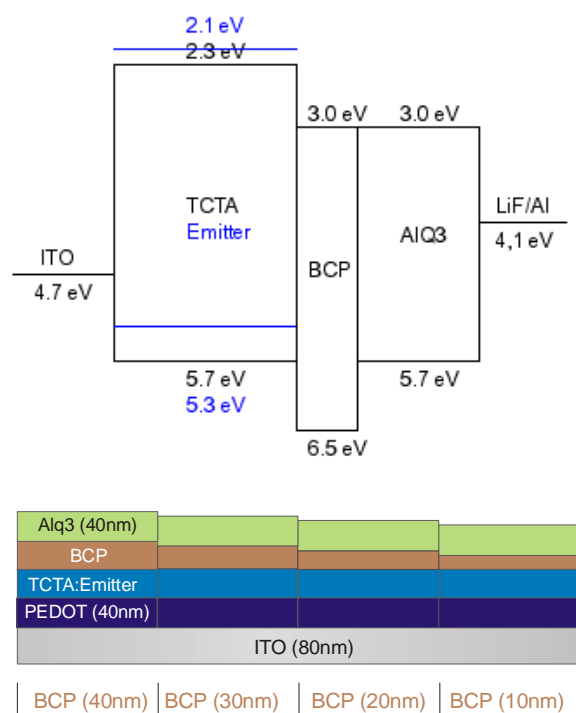 2.1 eV
2.3 eV
3.0 eV 3.0 eV
TCTA
Emitter
LiF/Al
4,1 eV
AlQ3
ITO
4.7 eV
BCP
5.7 eV
5.3 eV
5.7 eV
6.5 eV
Alq3 (40nm)
BCP
TCTA:Emitter
PEDOT (40nm)
ITO (80nm)
BCP (40nm) BCP (30nm) BCP (20nm) BCP (10nm)